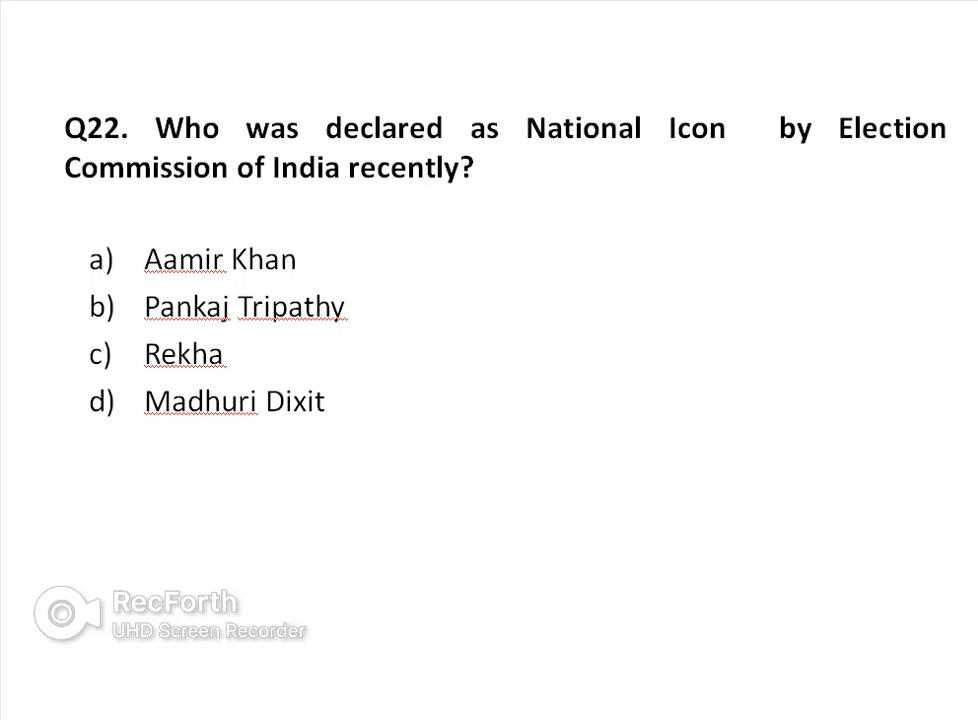 Q22. Who was declared as National Icon by Election
Commission of India recently?
a) Aamir Khan
b) Pankaj Tripathy
c) Rekha
d) Madhuri Dixit
RecForth
UHD Screen Recorder